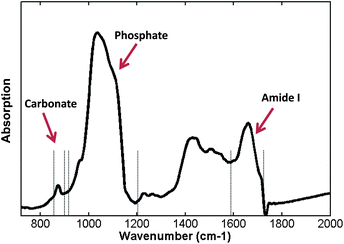 Phosphate
Carbonate
Amide I
Absorption
800 1000 1200 1400 1600 1800 2000
Wavenumber (cm-1)